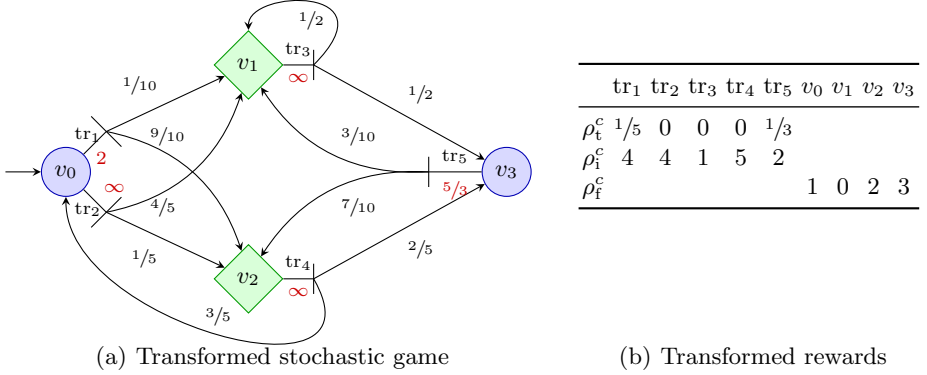 1/2
v₁
tr₃
∞
1/10
1/2
tr₁
9/10
3/10
2
tr₅
v₀
v₃
∞
5/3
tr₂
4/5
7/10
1/5
tr₄
2/5
v₂
∞
3/5
(a) Transformed stochastic game
tr₁ tr₂ tr₃ tr₄ tr₅ v₀ v₁ v₂ v₃
ρₜᶜ 1/5 0 0 0 1/3
ρᵢᶜ 4 4 1 5 2
ρ_f^c 1 0 2 3
(b) Transformed rewards